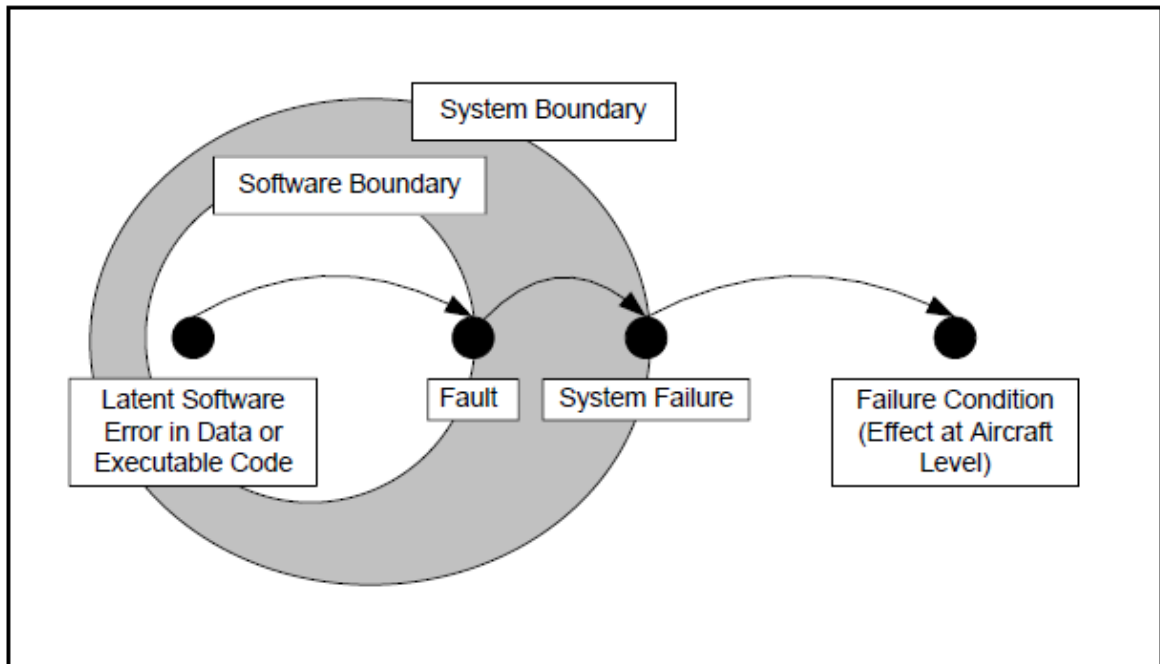 System Boundary
Software Boundary
Latent Software
Error in Data or
Executable Code
Fault
System Failure
Failure Condition
(Effect at Aircraft
Level)